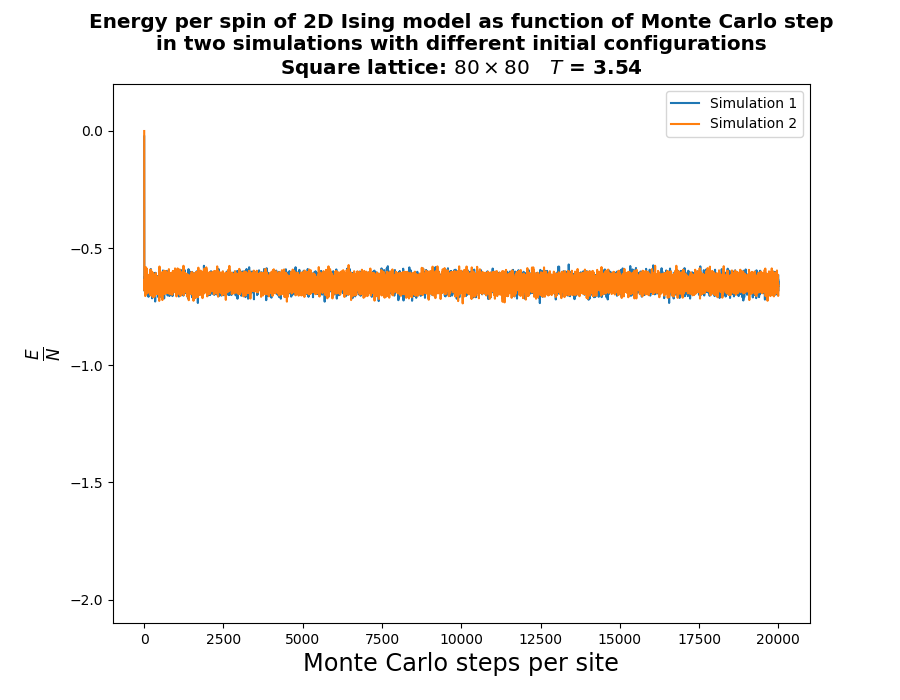 Energy per spin of 2D Ising model as function of Monte Carlo step
in two simulations with different initial configurations
Square lattice: 80 × 80 T = 3.54
Simulation 1
Simulation 2
0.0
−0.5
−1.0
−1.5
−2.0
E
N
0 2500 5000 7500 10000 12500 15000 17500 20000
Monte Carlo steps per site